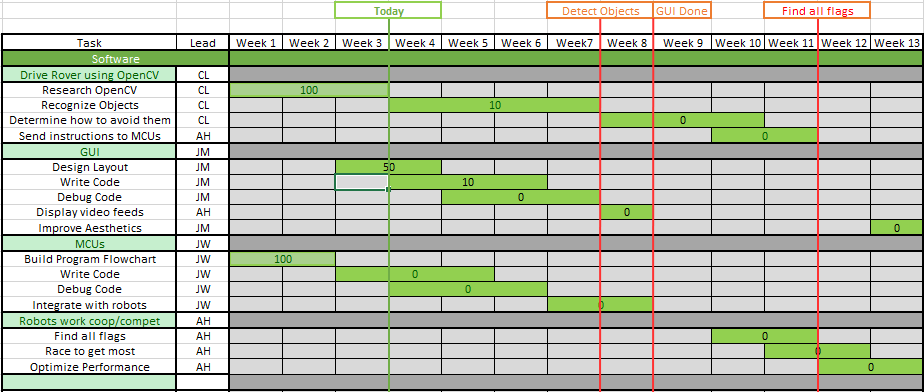 Today Detect Objects GUI Done Find all flags
Task Lead Week 1 Week 2 Week 3 Week 4 Week 5 Week 6 Week7 Week 8 Week 9 Week 10 Week 11 Week 12 Week 13
Software
Drive Rover using OpenCV CL
Research OpenCV CL 100
Recognize Objects CL 10
Determine how to avoid them CL 0
Send instructions to MCUs AH 0
GUI JM
Design Layout JM 50
Write Code JM 10
Debug Code JM 0
Display video feeds AH 0
Improve Aesthetics JM 0
MCUs JW
Build Program Flowchart JW 100
Write Code JW 0
Debug Code JW 0
Integrate with robots JW 0
Robots work coop/compet AH
Find all flags AH 0
Race to get most AH 0
Optimize Performance AH 0